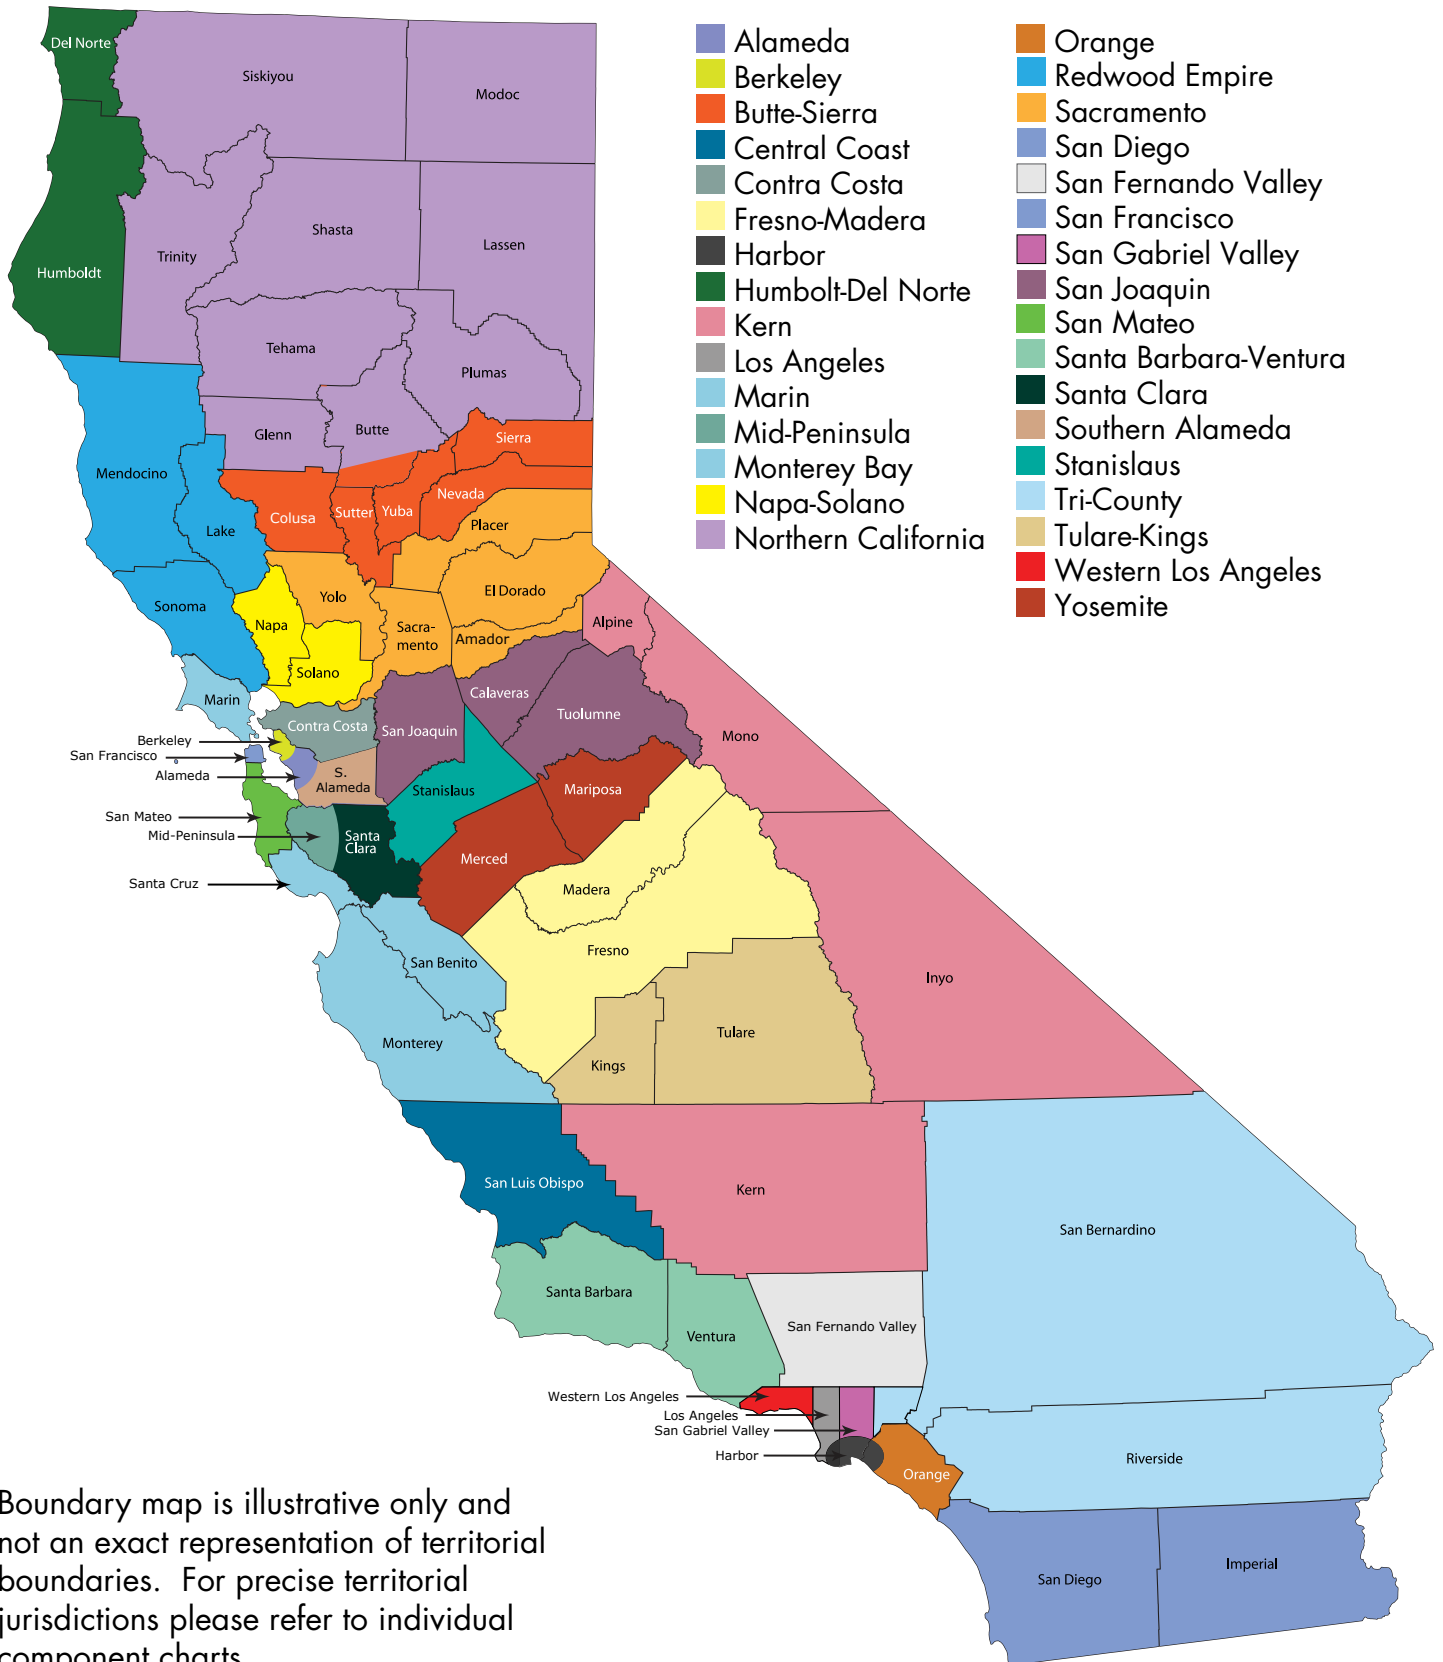 Alameda
Berkeley
Butte-Sierra
Central Coast
Contra Costa
Fresno-Madera
Harbor
Humbolt-Del Norte
Kern
Los Angeles
Marin
Mid-Peninsula
Monterey Bay
Napa-Solano
Northern California
Orange
Redwood Empire
Sacramento
San Diego
San Fernando Valley
San Francisco
San Gabriel Valley
San Joaquin
San Mateo
Santa Barbara-Ventura
Santa Clara
Southern Alameda
Stanislaus
Tri-County
Tulare-Kings
Western Los Angeles
Yosemite
Del Norte
Siskiyou
Modoc
Humboldt
Trinity
Shasta
Lassen
Tehama
Plumas
Glenn
Butte
Sierra
Mendocino
Lake
Colusa
Sutter
Yuba
Nevada
Placer
Sonoma
Napa
Yolo
El Dorado
Solano
Sacra-
mento
Amador
Alpine
Marin
Contra Costa
San Joaquin
Calaveras
Tuolumne
Mono
Berkeley
San Francisco
Alameda
S.
Alameda
Stanislaus
Mariposa
San Mateo
Mid-Peninsula
Santa
Clara
Merced
Santa Cruz
Madera
San Benito
Fresno
Inyo
Monterey
Kings
Tulare
San Luis Obispo
Kern
San Bernardino
Santa Barbara
Ventura
San Fernando Valley
Western Los Angeles
Los Angeles
San Gabriel Valley
Harbor
Orange
Riverside
San Diego
Imperial
Boundary map is illustrative only and
not an exact representation of territorial
boundaries. For precise territorial
jurisdictions please refer to individual
component charts